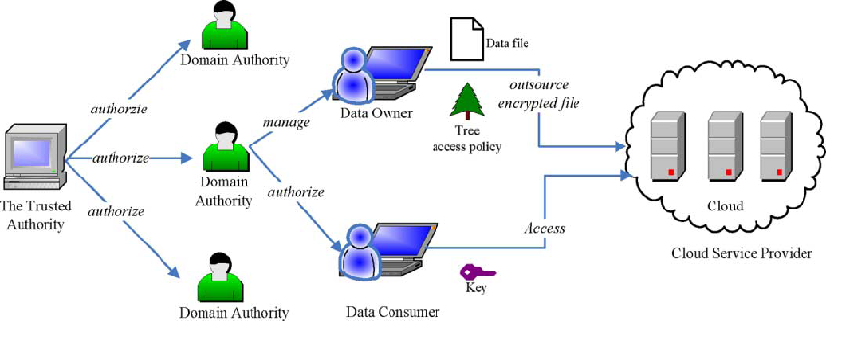 Domain Authority
Data file
authorzie
outsource
encrypted file
Data Owner
manage
Tree
access policy
authorize
Domain
Authority
authorize
authorize
The Trusted
Authority
Cloud
Access
Cloud Service Provider
Key
Domain Authority
Data Consumer